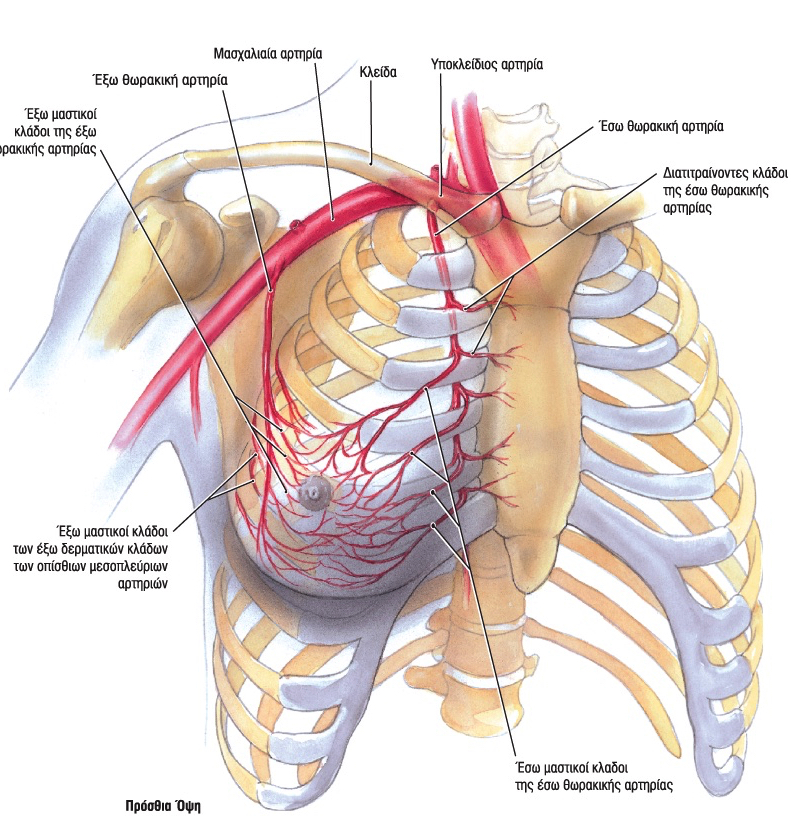 Μασχαλιαία αρτηρία
Έξω θωρακική αρτηρία
Κλείδα
Υποκλείδιος αρτηρία
Έξω μαστικοί
κλάδοι της έξω
ρακικής αρτηρίας
Έσω θωρακική αρτηρία
Διατιτραίνοντες κλάδοι
της έσω θωρακικής
αρτηρίας
Έξω μαστικοί κλάδοι
των έξω δερματικών κλάδων
των οπίσθιων μεσοπλεύριων
αρτηριών
Έσω μαστικοί κλαδοι
της έσω θωρακικής αρτηρίας
Πρόσθια Όψη